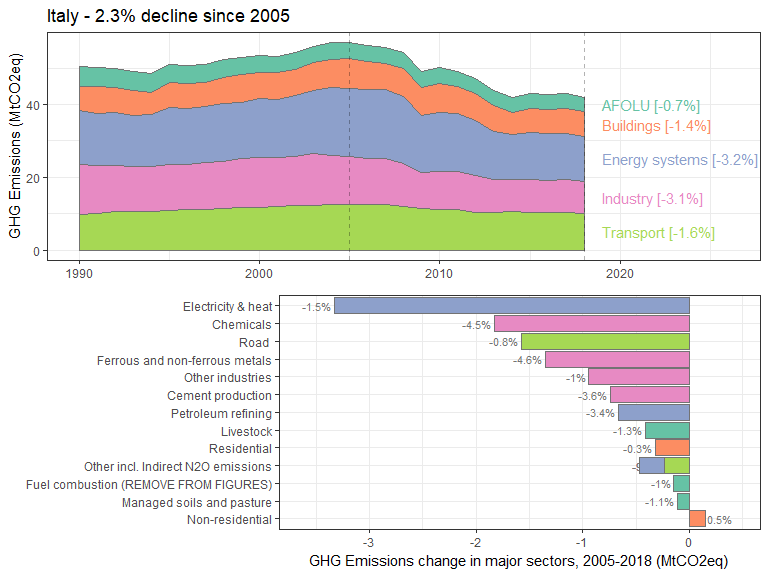 Italy - 2.3% decline since 2005
GHG Emissions (MtCO2eq)
40
20
0
AFOLU [-0.7%]
Buildings [-1.4%]
Energy systems [-3.2%]
Industry [-3.1%]
Transport [-1.6%]
1990 2000 2010 2020
Electricity & heat -1.5%
Chemicals -4.5%
Road -0.8%
Ferrous and non-ferrous metals -4.6%
Other industries -1%
Cement production -3.6%
Petroleum refining -3.4%
Livestock -1.3%
Residential -0.3%
Other incl. Indirect N2O emissions
Fuel combustion (REMOVE FROM FIGURES) -1%
Managed soils and pasture -1.1%
Non-residential 0.5%
-3 -2 -1 0
GHG Emissions change in major sectors, 2005-2018 (MtCO2eq)